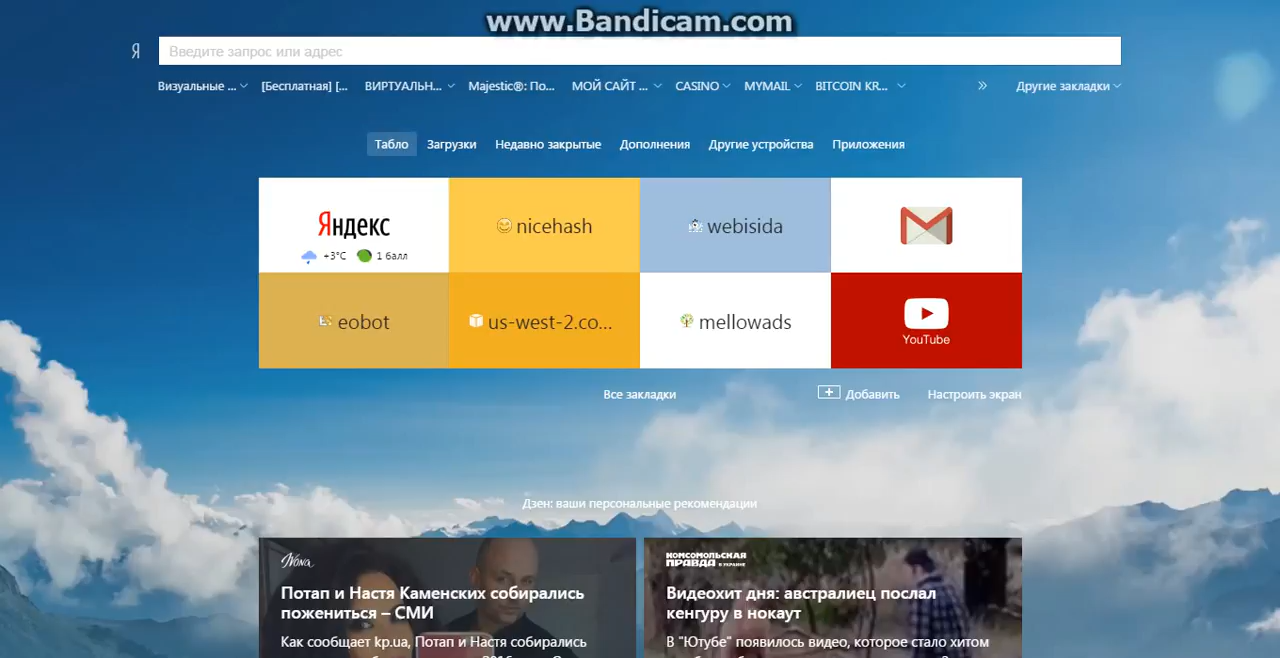 www.Bandicam.com
Я Введите запрос или адрес
Визуальные ... [Бесплатная] [... ВИРТУАЛЬН... Majestic®: По... МОЙ САЙТ ... CASINO MYMAIL BITCOIN KR... » Другие закладки
Табло Загрузки Недавно закрытые Дополнения Другие устройства Приложения
Яндекс
+3°C 1 балл
nicehash
webisida
eobot
us-west-2.co...
mellowads
YouTube
Все закладки Добавить Настроить экран
Дзен: ваши персональные рекомендации
Потап и Настя Каменских собирались
пожениться – СМИ
Как сообщает kp.ua, Потап и Настя собирались
КОМСОМОЛЬСКАЯ
ПРАВДА В УКРАИНЕ
Видеохит дня: австралиец послал
кенгуру в нокаут
В "Ютубе" появилось видео, которое стало хитом